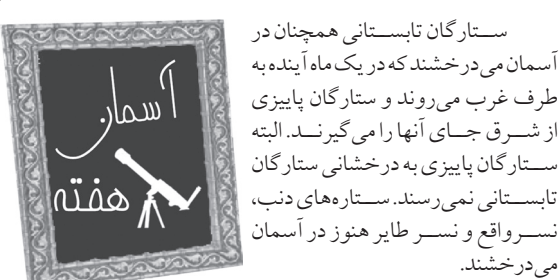 ستارگان تابستانی همچنان در
آسمان می‌درخشند که در یک ماه آینده به
طرف غرب می‌روند و ستارگان پاییزی
از شرق جای آنها را می‌گیرند. البته
ستارگان پاییزی به درخشانی ستارگان
تابستانی نمی‌رسند. ستاره‌های دنب،
نسرواقع و نسر طایر هنوز در آسمان
می‌درخشند.
آسمان
هفته